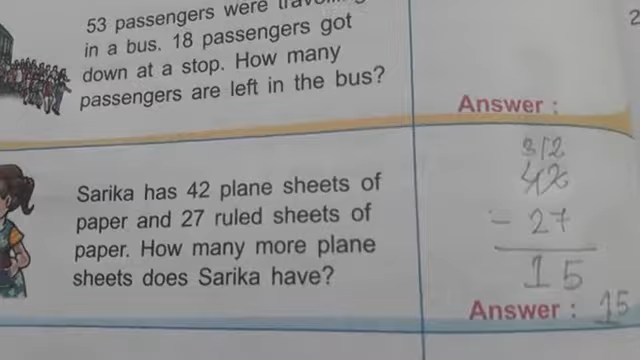 53 passengers were
in a bus. 18 passengers got
down at a stop. How many
passengers are left in the bus?
Answer :
Sarika has 42 plane sheets of
paper and 27 ruled sheets of
paper. How many more plane
sheets does Sarika have?
3 12
42
- 27
15
Answer : 15
2